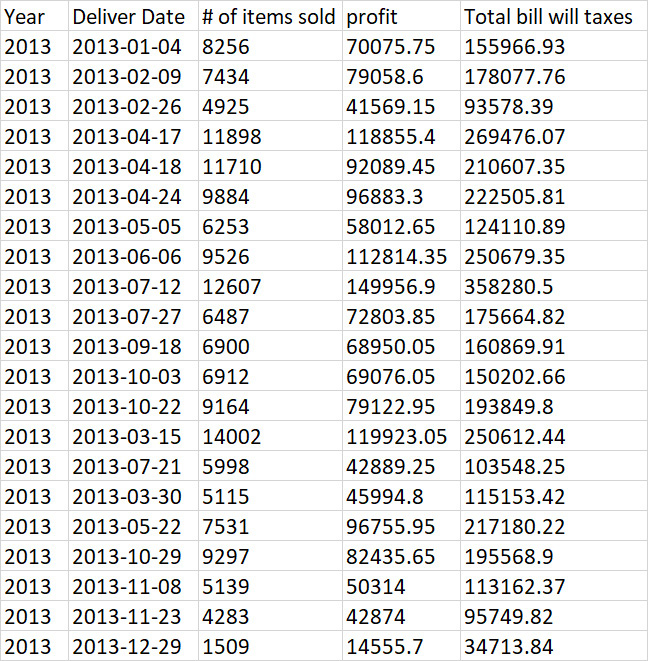 Year Deliver Date # of items sold profit Total bill will taxes
2013 2013-01-04 8256 70075.75 155966.93
2013 2013-02-09 7434 79058.6 178077.76
2013 2013-02-26 4925 41569.15 93578.39
2013 2013-04-17 11898 118855.4 269476.07
2013 2013-04-18 11710 92089.45 210607.35
2013 2013-04-24 9884 96883.3 222505.81
2013 2013-05-05 6253 58012.65 124110.89
2013 2013-06-06 9526 112814.35 250679.35
2013 2013-07-12 12607 149956.9 358280.5
2013 2013-07-27 6487 72803.85 175664.82
2013 2013-09-18 6900 68950.05 160869.91
2013 2013-10-03 6912 69076.05 150202.66
2013 2013-10-22 9164 79122.95 193849.8
2013 2013-03-15 14002 119923.05 250612.44
2013 2013-07-21 5998 42889.25 103548.25
2013 2013-03-30 5115 45994.8 115153.42
2013 2013-05-22 7531 96755.95 217180.22
2013 2013-10-29 9297 82435.65 195568.9
2013 2013-11-08 5139 50314 113162.37
2013 2013-11-23 4283 42874 95749.82
2013 2013-12-29 1509 14555.7 34713.84